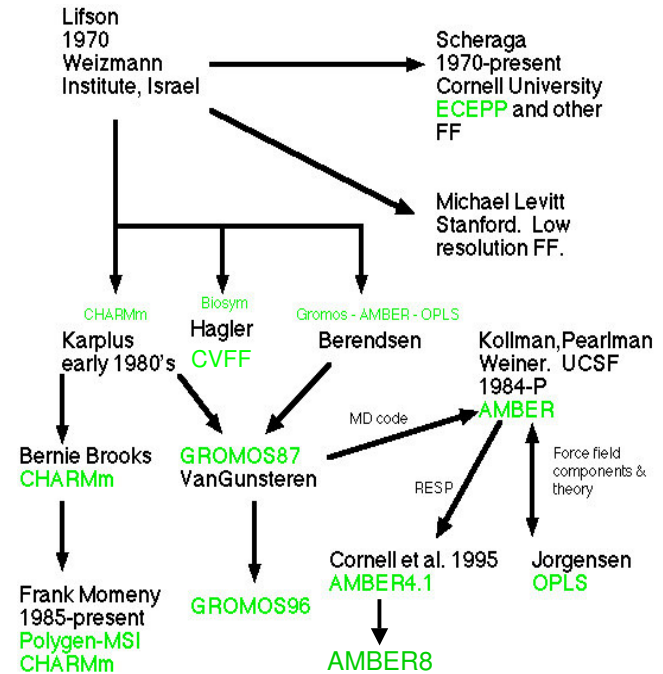 Lifson
1970
Weizmann
Institute, Israel
Scheraga
1970-present
Cornell University
ECEPP and other
FF
Michael Levitt
Stanford. Low
resolution FF.
CHARMm
Karplus
early 1980's
Biosym
Hagler
CVFF
Gromos - AMBER - OPLS
Berendsen
Kollman,Pearlman
Weiner. UCSF
1984-P
AMBER
MD code
Bernie Brooks
CHARMm
GROMOS87
VanGunsteren
RESP
Force field
components &
theory
Frank Momeny
1985-present
Polygen-MSI
CHARMm
GROMOS96
Cornell et al. 1995
AMBER4.1
Jorgensen
OPLS
AMBER8